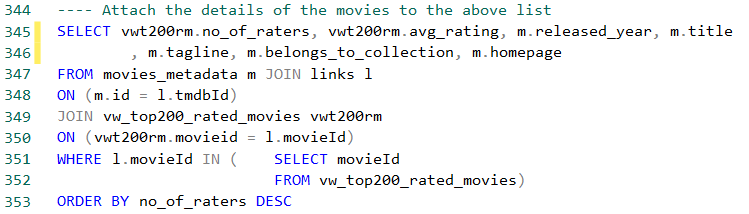 344 ---- Attach the details of the movies to the above list
345 SELECT vwt200rm.no_of_raters, vwt200rm.avg_rating, m.released_year, m.title
346 , m.tagline, m.belongs_to_collection, m.homepage
347 FROM movies_metadata m JOIN links l
348 ON (m.id = l.tmdbId)
349 JOIN vw_top200_rated_movies vwt200rm
350 ON (vwt200rm.movieid = l.movieId)
351 WHERE l.movieId IN ( SELECT movieId
352 FROM vw_top200_rated_movies)
353 ORDER BY no_of_raters DESC